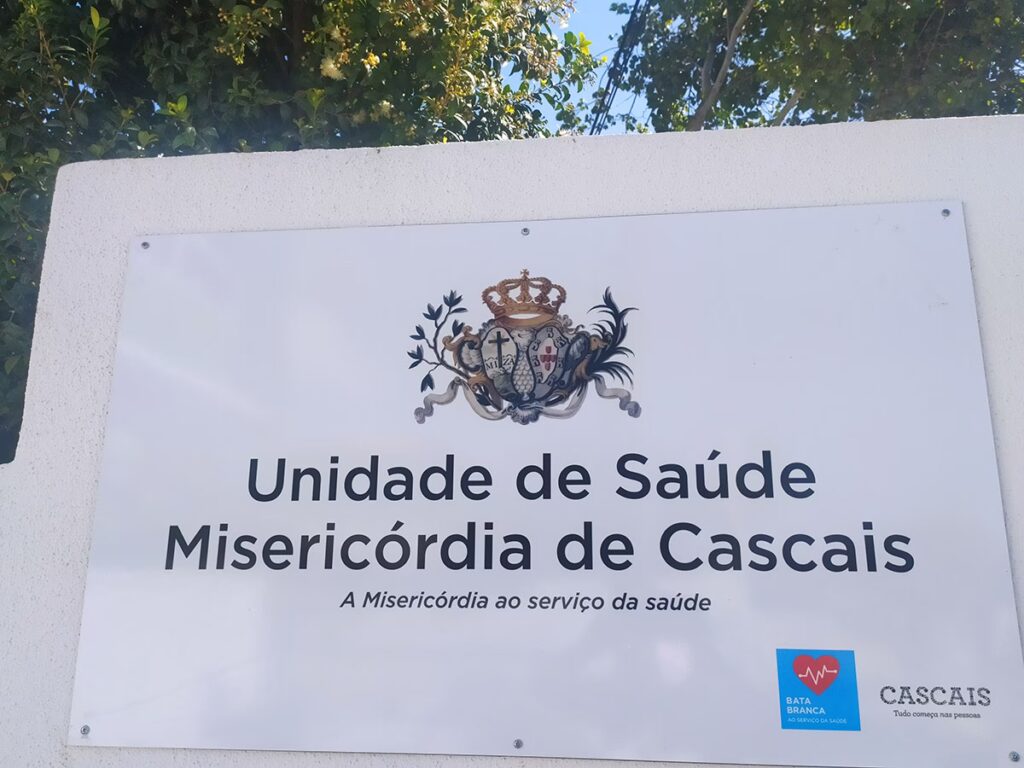 Unidade de Saúde
Misericórdia de Cascais
A Misericórdia ao serviço da saúde
BATA
BRANCA
AO SERVIÇO DA SAÚDE
CASCAIS
Tudo começa nas pessoas